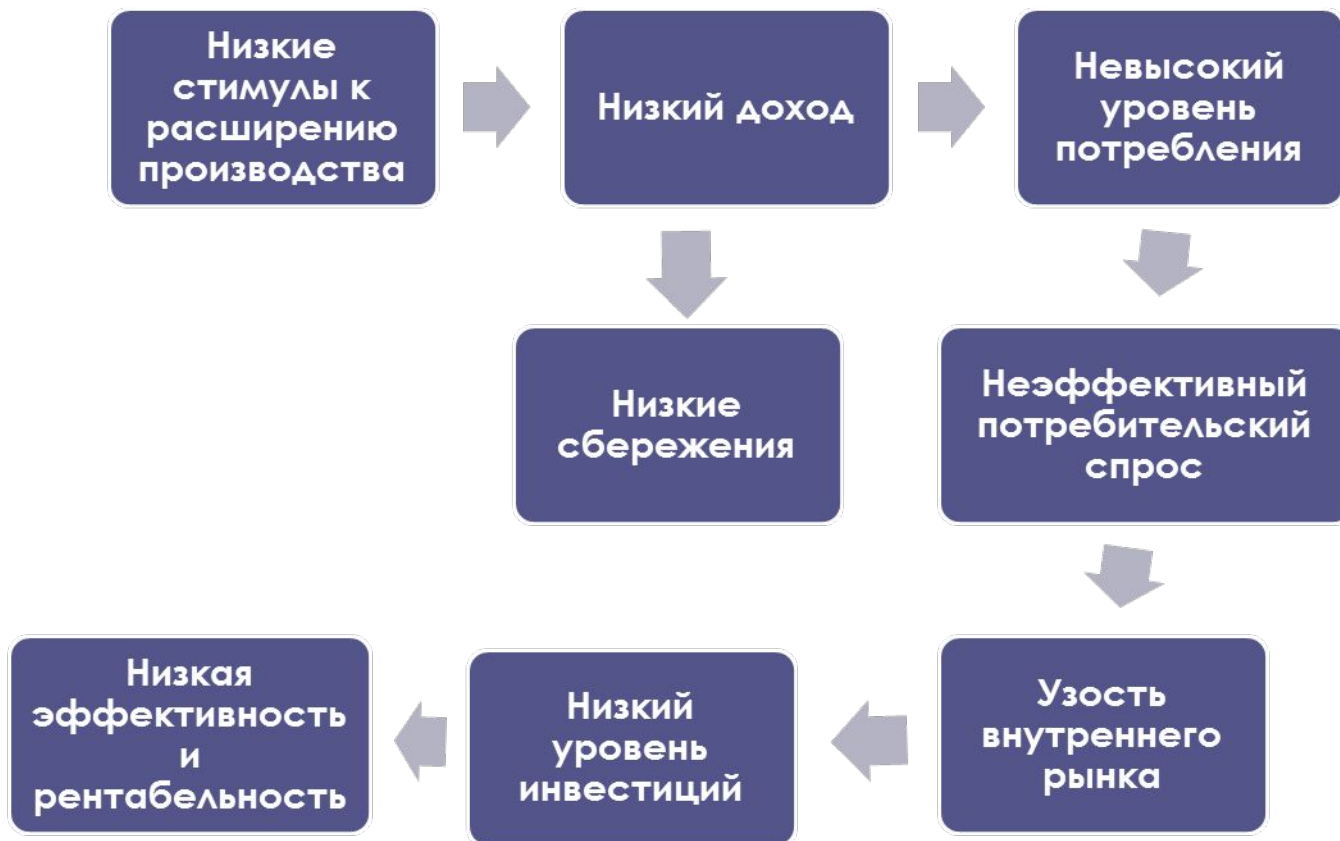 Низкие
стимулы к
расширению
производства
Низкий доход
Невысокий
уровень
потребления
Низкие
сбережения
Неэффективный
потребительский
спрос
Низкая
эффективность
и
рентабельность
Низкий
уровень
инвестиций
Узость
внутреннего
рынка